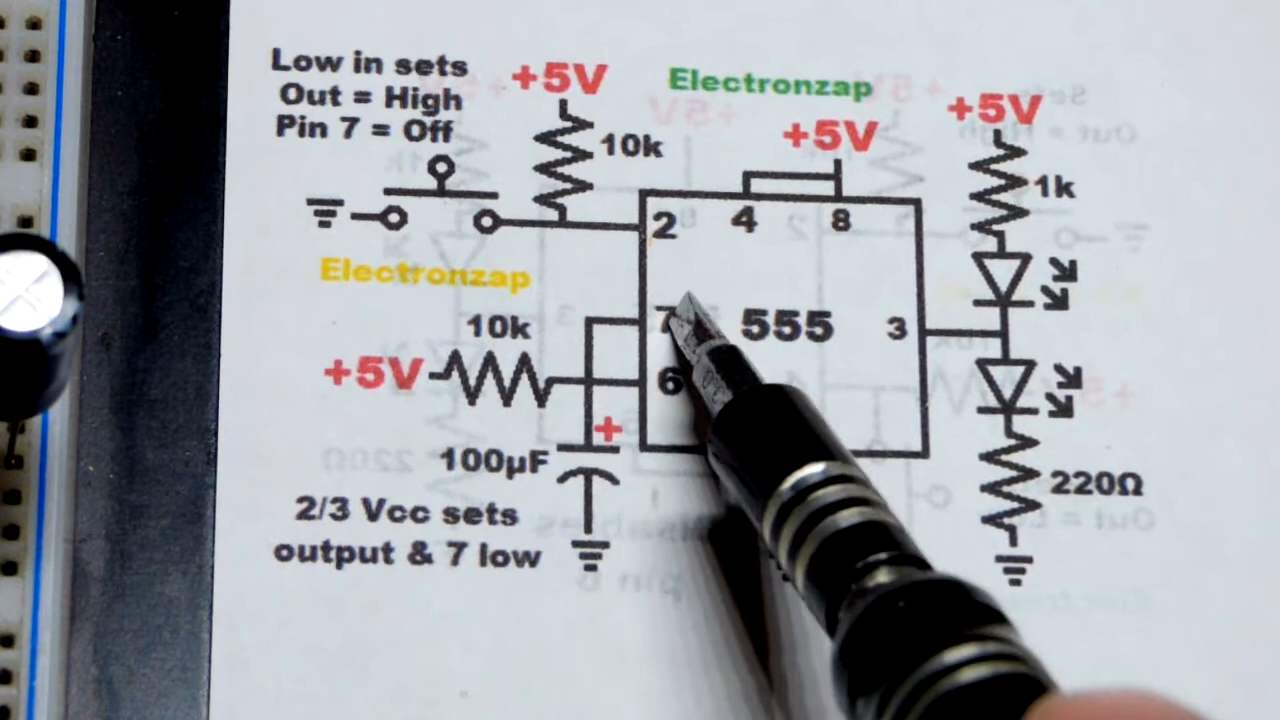 Low in sets
Out = High
Pin 7 = Off
+5V
Electronzap
+5V
+5V
10k
1k
2
4
8
Electronzap
10k
7
555
3
+5V
6
+
100µF
220Ω
2/3 Vcc sets
output & 7 low